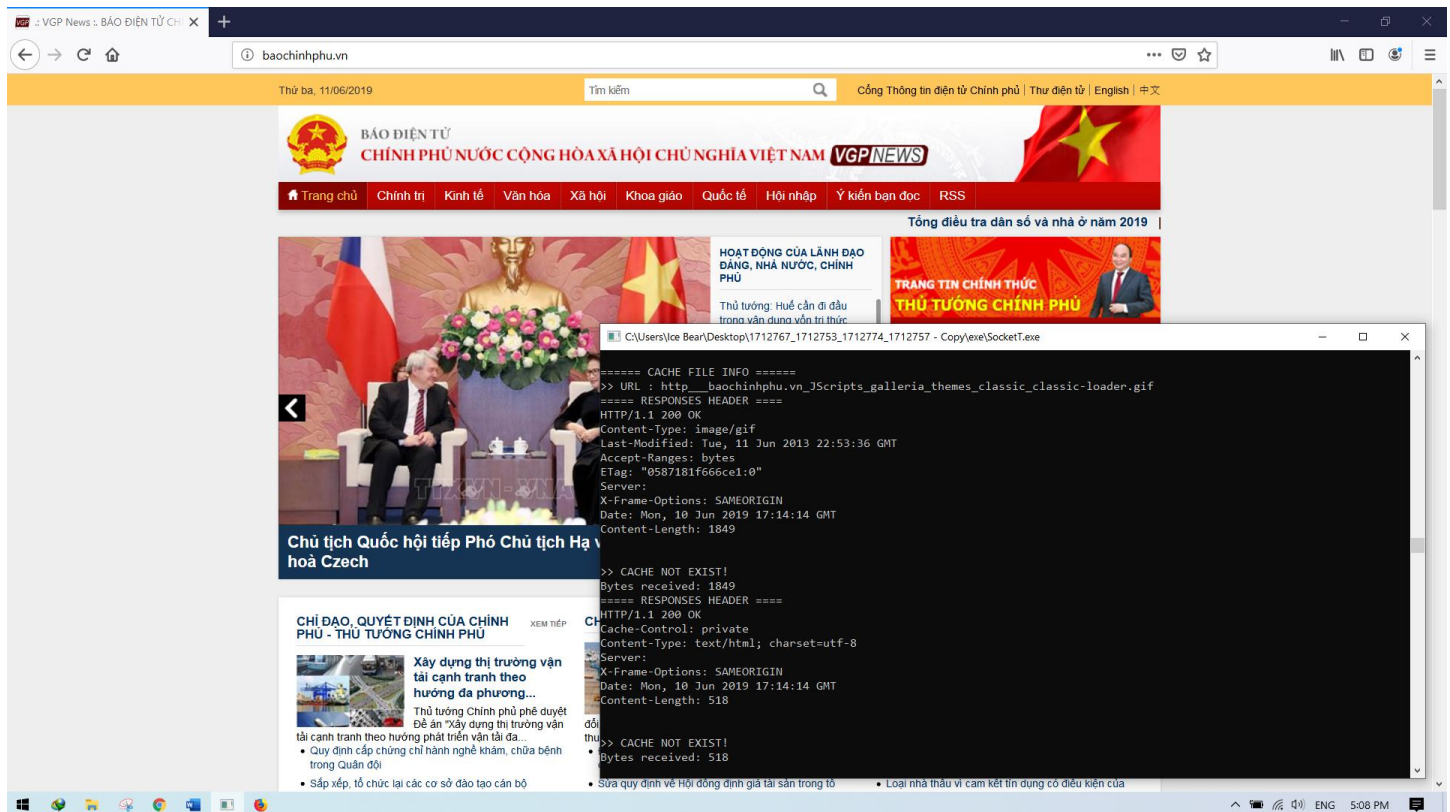 .: VGP News :. BÁO ĐIỆN TỬ CH
baochinhphu.vn
Thứ ba, 11/06/2019
Tìm kiếm
Cổng Thông tin điện tử Chính phủ | Thư điện tử | English | 中文
BÁO ĐIỆN TỬ
CHÍNH PHỦ NƯỚC CỘNG HÒA XÃ HỘI CHỦ NGHĨA VIỆT NAM VGP NEWS
Trang chủ Chính trị Kinh tế Văn hóa Xã hội Khoa giáo Quốc tế Hội nhập Ý kiến bạn đọc RSS
Tổng điều tra dân số và nhà ở năm 2019 |
HOẠT ĐỘNG CỦA LÃNH ĐẠO
ĐẢNG, NHÀ NƯỚC, CHÍNH
PHỦ
Thủ tướng: Huế cần đi đầu
trong vận dụng vốn tri thức
TRANG TIN CHÍNH THỨC
THỦ TƯỚNG CHÍNH PHỦ
TTXVN-VNA
Chủ tịch Quốc hội tiếp Phó Chủ tịch Hạ v
hoà Czech
C:\Users\Ice Bear\Desktop\1712767_1712753_1712774_1712757 - Copy\exe\SocketT.exe
====== CACHE FILE INFO ======
>> URL : http___baochinhphu.vn_JScripts_galleria_themes_classic_classic-loader.gif
===== RESPONSES HEADER ====
HTTP/1.1 200 OK
Content-Type: image/gif
Last-Modified: Tue, 11 Jun 2013 22:53:36 GMT
Accept-Ranges: bytes
ETag: "0587181f666ce1:0"
Server:
X-Frame-Options: SAMEORIGIN
Date: Mon, 10 Jun 2019 17:14:14 GMT
Content-Length: 1849
>> CACHE NOT EXIST!
Bytes received: 1849
===== RESPONSES HEADER ====
HTTP/1.1 200 OK
Cache-Control: private
Content-Type: text/html; charset=utf-8
Server:
X-Frame-Options: SAMEORIGIN
Date: Mon, 10 Jun 2019 17:14:14 GMT
Content-Length: 518
>> CACHE NOT EXIST!
Bytes received: 518
CHỈ ĐẠO, QUYẾT ĐỊNH CỦA CHÍNH
PHỦ - THỦ TƯỚNG CHÍNH PHỦ
XEM TIẾP
CH
Xây dựng thị trường vận
tải cạnh tranh theo
hướng đa phương...
Thủ tướng Chính phủ phê duyệt
Đề án "Xây dựng thị trường vận
tải cạnh tranh theo hướng phát triển vận tải đa...
• Quy định cấp chứng chỉ hành nghề khám, chữa bệnh
trong Quân đội
• Sắp xếp, tổ chức lại các cơ sở đào tạo cán bộ
đối
thu
• Sửa quy định về Hội đồng định giá tài sản trong tố
• Loại nhà thầu vì cam kết tín dụng có điều kiện của
ENG 5:08 PM